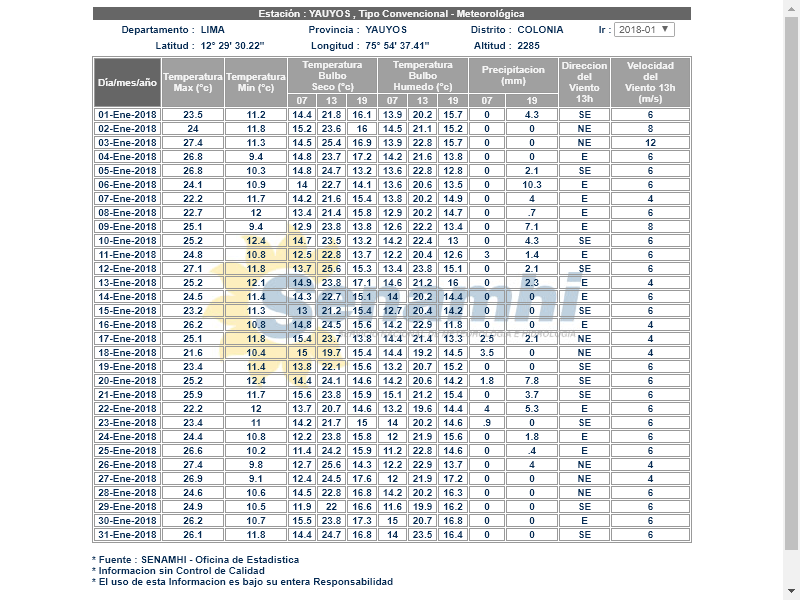 Estación : YAUYOS , Tipo Convencional - Meteorológica
Departamento : LIMA Provincia : YAUYOS Distrito : COLONIA Ir : 2018-01
Latitud : 12° 29' 30.22" Longitud : 75° 54' 37.41" Altitud : 2285
Dia/mes/año Temperatura Max (°c) Temperatura Min (°c) Temperatura Bulbo Seco (°c) Temperatura Bulbo Humedo (°c) Precipitacion (mm) Direccion del Viento 13h Velocidad del Viento 13h (m/s)
07 13 19 07 13 19 07 19
01-Ene-2018 23.5 11.2 14.4 21.8 16.1 13.9 20.2 15.7 0 4.3 SE 6
02-Ene-2018 24 11.8 15.2 23.6 16 14.5 21.1 15.2 0 0 NE 8
03-Ene-2018 27.4 11.3 14.5 25.4 16.9 13.9 22.8 15.7 0 0 NE 12
04-Ene-2018 26.8 9.4 14.8 23.7 17.2 14.2 21.6 13.8 0 0 E 6
05-Ene-2018 26.8 10.3 14.8 24.7 13.2 13.6 22.8 12.8 0 2.1 SE 6
06-Ene-2018 24.1 10.9 14 22.7 14.1 13.6 20.6 13.5 0 10.3 E 6
07-Ene-2018 22.2 11.7 14.2 21.6 15.4 13.8 20.2 14.9 0 4 E 4
08-Ene-2018 22.7 12 13.4 21.4 15.8 12.9 20.2 14.7 0 .7 E 6
09-Ene-2018 25.1 9.4 12.9 23.8 13.8 12.6 22.2 13.4 0 7.1 E 8
10-Ene-2018 25.2 12.4 14.7 23.5 13.2 14.2 22.4 13 0 4.3 SE 6
11-Ene-2018 24.8 10.8 12.5 22.8 13.7 12.2 20.4 12.6 3 1.4 E 6
12-Ene-2018 27.1 11.8 13.7 25.6 15.3 13.4 23.8 15.1 0 2.1 SE 6
13-Ene-2018 25.2 12.1 14.9 23.8 17.1 14.6 21.2 16 0 2.3 E 4
14-Ene-2018 24.5 11.4 14.3 22.7 15.1 14 20.2 14.4 0 0 E 6
15-Ene-2018 23.2 11.3 13 21.2 15.4 12.7 20.4 14.2 0 0 SE 6
16-Ene-2018 26.2 10.8 14.8 24.5 15.6 14.2 22.9 11.8 0 0 E 4
17-Ene-2018 25.1 11.8 15.4 23.7 13.8 14.4 21.4 13.3 2.5 2.1 NE 4
18-Ene-2018 21.6 10.4 15 19.7 15.4 14.4 19.2 14.5 3.5 0 NE 4
19-Ene-2018 23.4 11.4 13.8 22.1 15.6 13.2 20.7 15.2 0 0 SE 6
20-Ene-2018 25.2 12.4 14.4 24.1 14.6 14.2 20.6 14.2 1.8 7.8 SE 6
21-Ene-2018 25.9 11.7 15.6 23.8 15.9 15.1 21.2 15.4 0 3.7 SE 6
22-Ene-2018 22.2 12 13.7 20.7 14.6 13.2 19.6 14.4 4 5.3 E 6
23-Ene-2018 23.4 11 14.2 21.7 15 14 20.2 14.6 .9 0 SE 6
24-Ene-2018 24.4 10.8 12.2 23.8 15.8 12 21.9 15.6 0 1.8 E 6
25-Ene-2018 26.6 10.2 11.4 24.2 15.9 11.2 22.8 14.6 0 .4 E 6
26-Ene-2018 27.4 9.8 12.7 25.6 14.3 12.2 22.9 13.7 0 4 NE 4
27-Ene-2018 26.9 9.1 12.4 24.5 17.6 12 21.9 17.2 0 0 NE 4
28-Ene-2018 24.6 10.6 14.5 22.8 16.8 14.2 20.2 16.3 0 0 NE 6
29-Ene-2018 24.9 10.5 11.9 22 16.6 11.6 19.9 16.2 0 0 SE 6
30-Ene-2018 26.2 10.7 15.5 23.8 17.3 15 20.7 16.8 0 0 E 6
31-Ene-2018 26.1 11.8 14.4 24.7 16.8 14 23.5 16.4 0 0 SE 6
Senamhi
* Fuente : SENAMHI - Oficina de Estadistica
* Informacion sin Control de Calidad
* El uso de esta Informacion es bajo su entera Responsabilidad